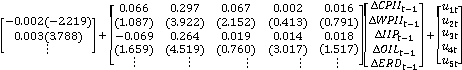 -0.002(-2219)
0.003(3.788)
⋮
+
0.066 0.297 0.067 0.002 0.016
(1.087) (3.922) (2.152) (0.413) (0.791)
-0.069 0.264 0.019 0.014 0.018
(1.659) (4.519) (0.760) (3.017) (1.517)
⋮ ⋮ ⋮ ⋮ ⋮
ΔCPII_{t-1}
ΔWPII_{t-1}
ΔIIP_{t-1}
ΔOIL_{t-1}
ΔERD_{t-1}
+
u_{1t}
u_{2t}
u_{3t}
u_{4t}
u_{5t}